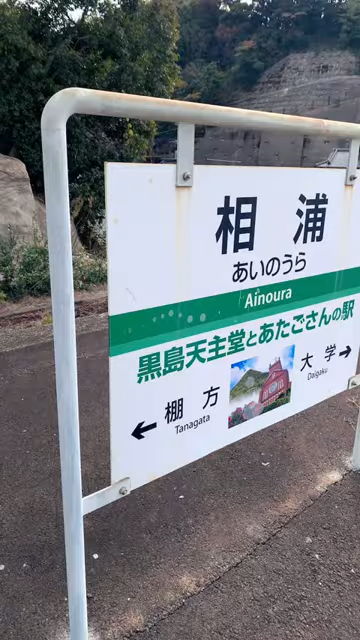 相浦
あいのうら
Ainoura
黒島天主堂とあたごさんの駅
← 棚方
Tanagata
大学 →
Daigaku